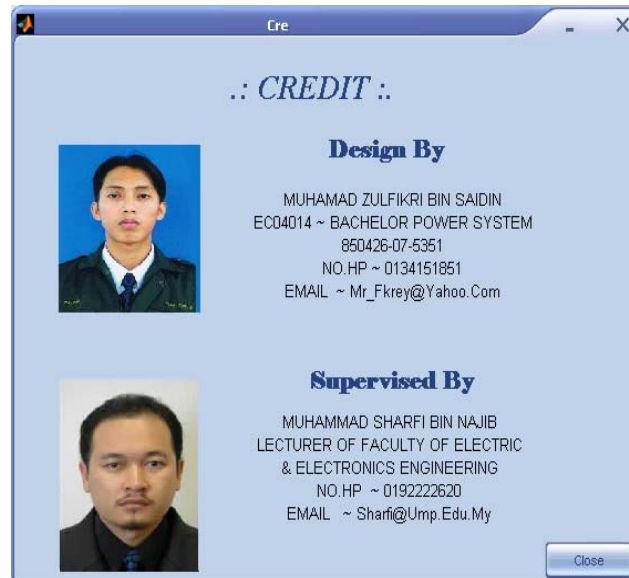 Cre
.: CREDIT :.
Design By
MUHAMAD ZULFIKRI BIN SAIDIN
EC04014 ~ BACHELOR POWER SYSTEM
850426-07-5351
NO.HP ~ 0134151851
EMAIL ~ Mr_Fkrey@Yahoo.Com
Supervised By
MUHAMMAD SHARFI BIN NAJIB
LECTURER OF FACULTY OF ELECTRIC
& ELECTRONICS ENGINEERING
NO.HP ~ 0192222620
EMAIL ~ Sharfi@Ump.Edu.My
Close